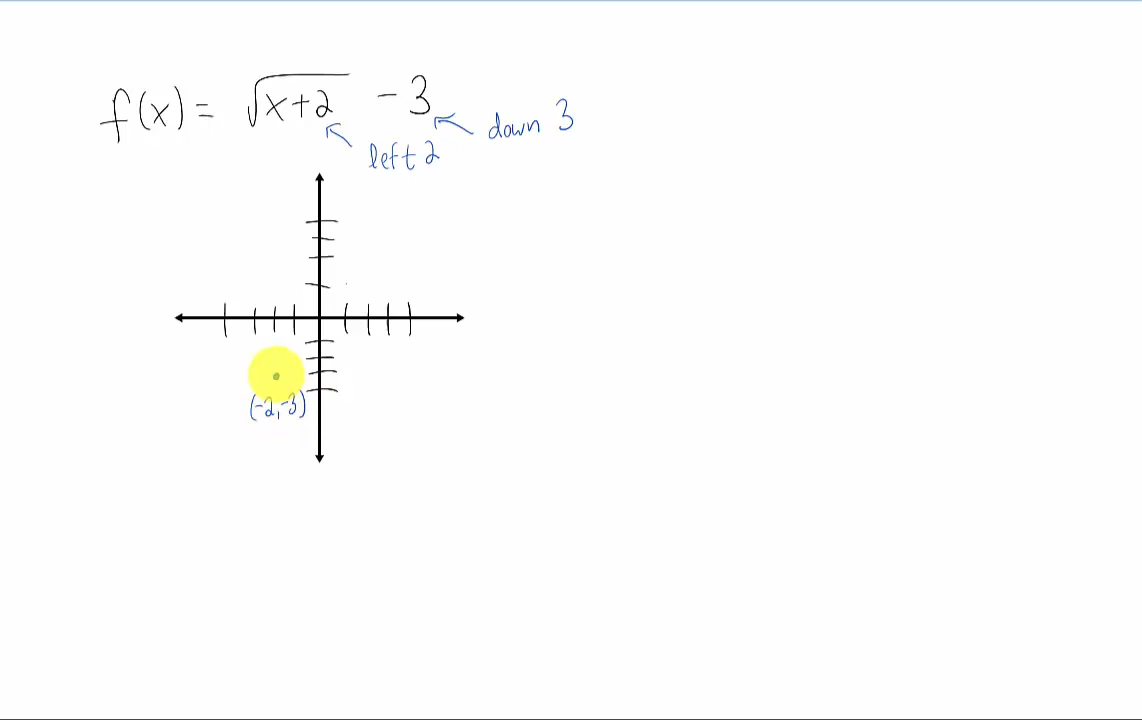 f(x) = √x+2 -3
down 3
left 2
(-2,-3)